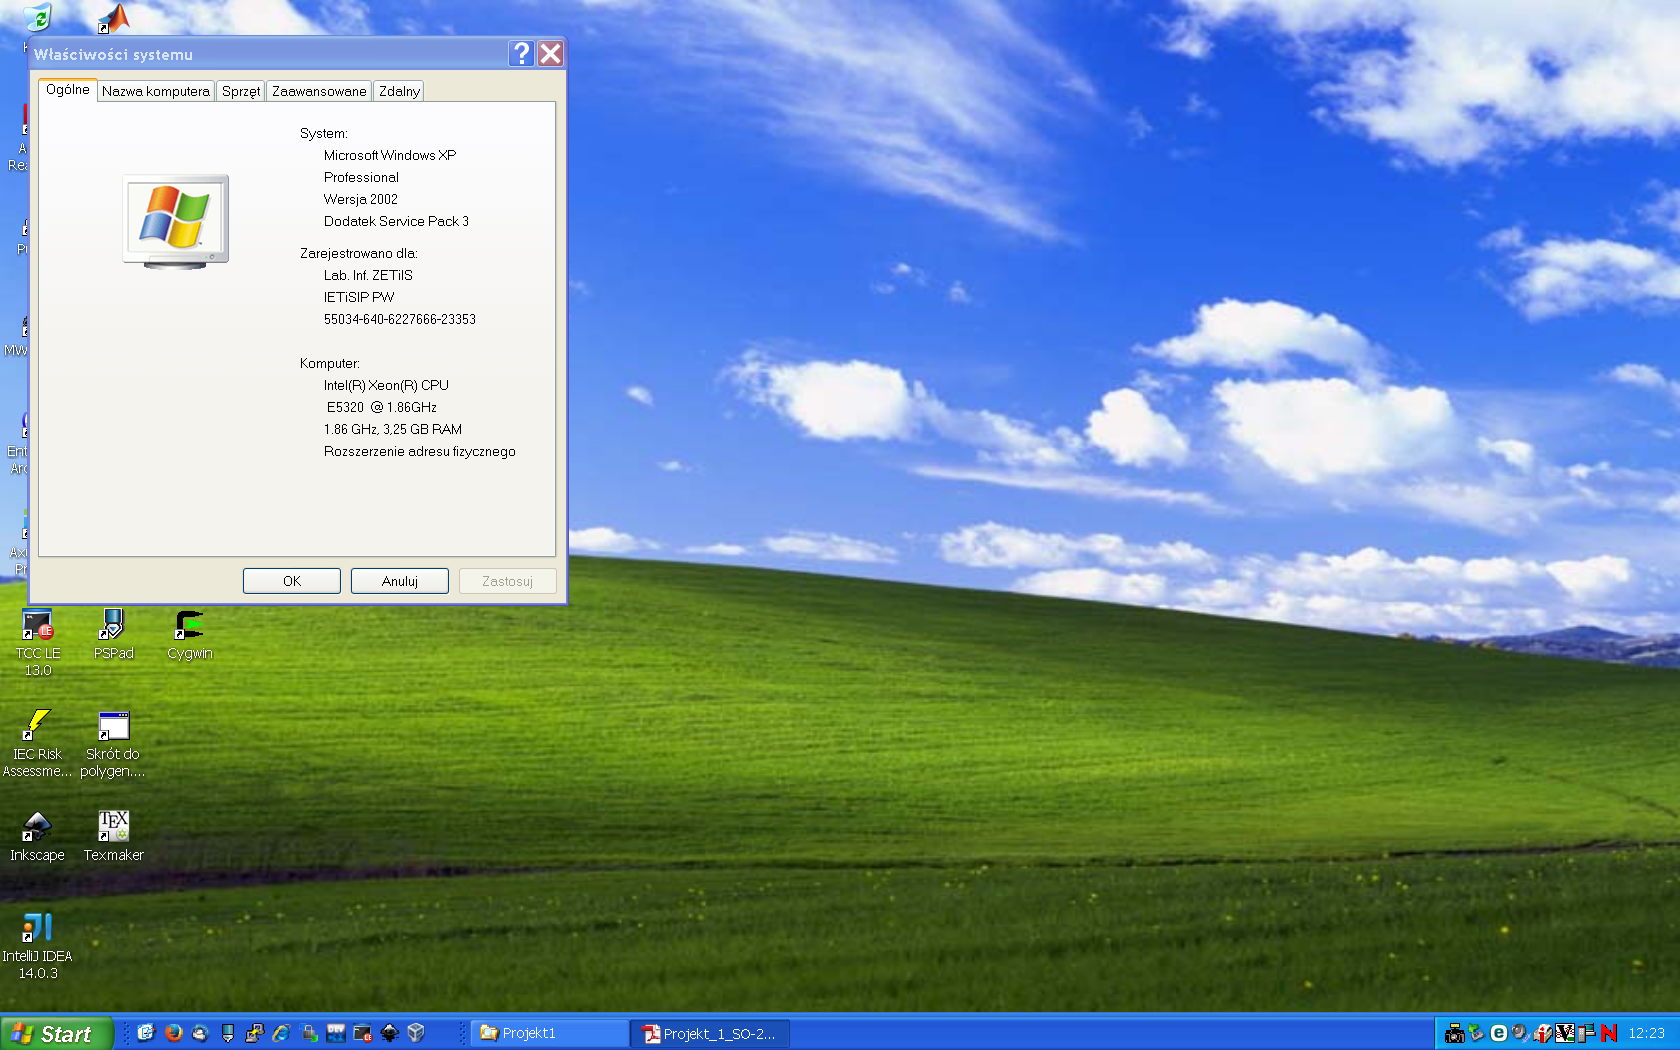 Właściwości systemu
Ogólne
Nazwa komputera
Sprzęt
Zaawansowane
Zdalny
System:
Microsoft Windows XP
Professional
Wersja 2002
Dodatek Service Pack 3
Zarejestrowano dla:
Lab. Inf. ZETiIS
IETiSIP PW
55034-640-6227666-23353
Komputer:
Intel(R) Xeon(R) CPU
E5320 @ 1.86GHz
1.86 GHz, 3,25 GB RAM
Rozszerzenie adresu fizycznego
OK
Anuluj
Zastosuj
TCC LE
13.0
PSPad
Cygwin
IEC Risk
Assessme...
Skrót do
polygen....
Inkscape
Texmaker
IntelliJ IDEA
14.0.3
Start
Projekt1
Projekt_1_SO-2...
12:23